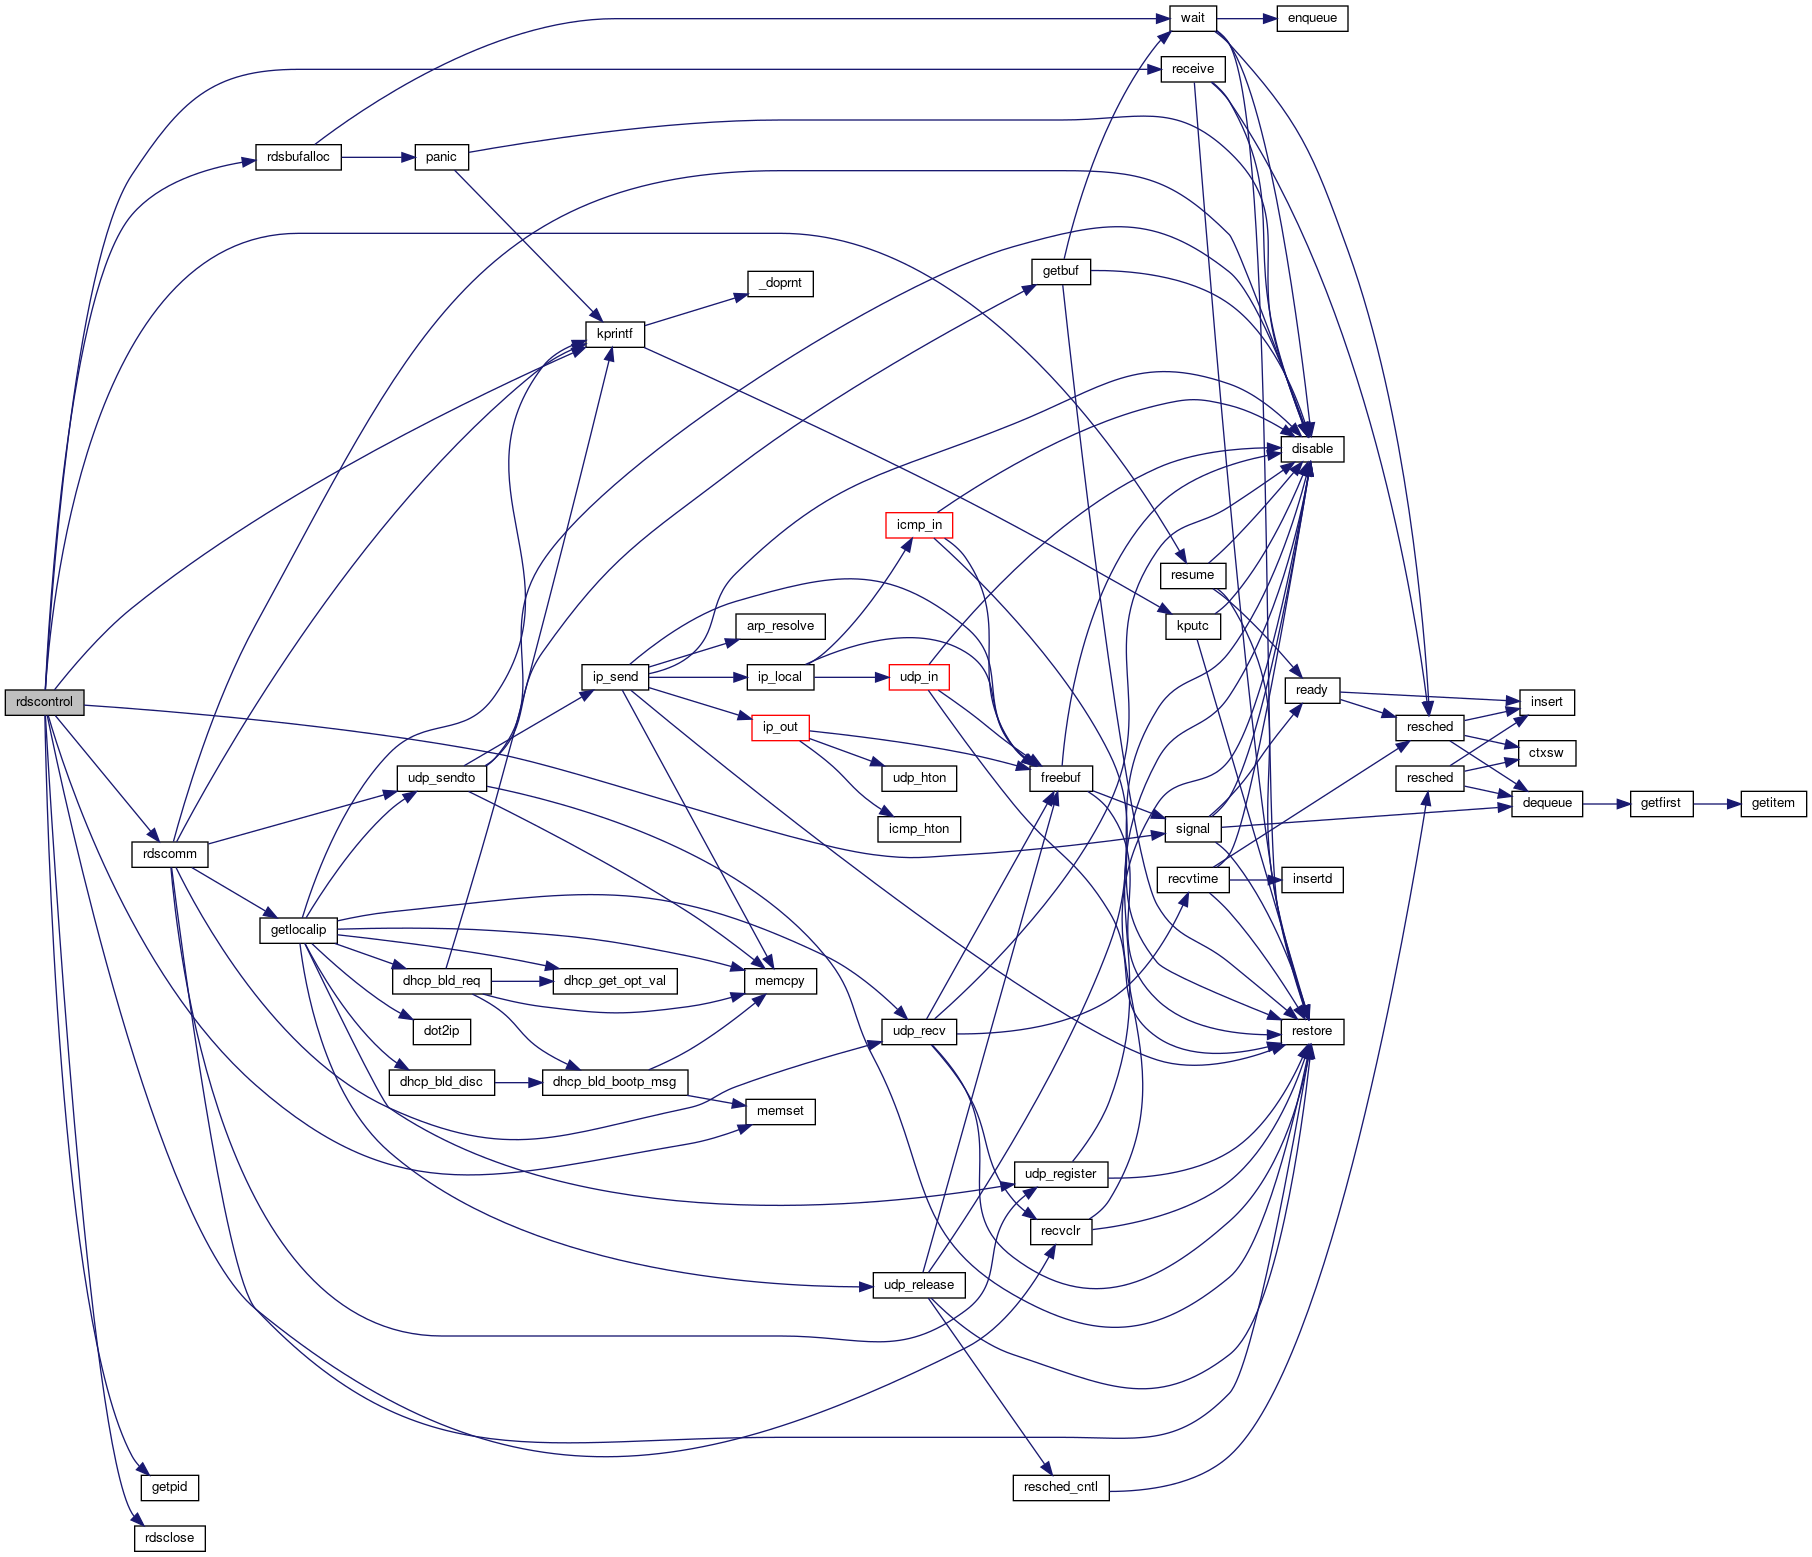 wait
enqueue
receive
rdsbufalloc
panic
getbuf
_doprnt
kprintf
disable
icmp_in
resume
arp_resolve
kputc
ip_send
ip_local
udp_in
ready
rdscontrol
insert
ip_out
resched
ctxsw
udp_sendto
udp_hton
freebuf
resched
dequeue
getfirst
getitem
icmp_hton
signal
rdscomm
recvtime
insertd
getlocalip
dhcp_bld_req
dhcp_get_opt_val
memcpy
dot2ip
udp_recv
restore
dhcp_bld_disc
dhcp_bld_bootp_msg
memset
udp_register
recvclr
udp_release
getpid
resched_cntl
rdsclose